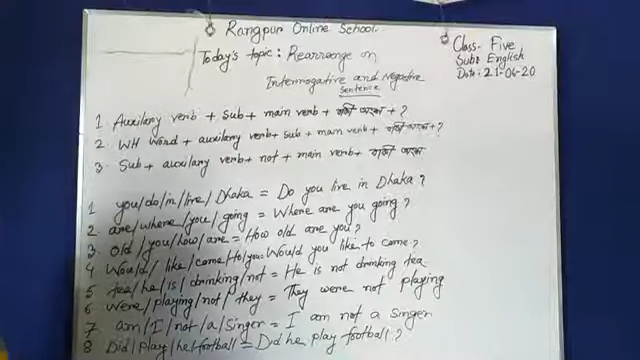 Rangpur Online School.
Class- Five
Sub: English
Date: 21-06-20
Today's topic: Rearrange on
Interrogative and Negative
Sentence
1. Auxilary verb + sub + main verb + বাকী অংশ + ?
2. WH word + auxilary verb + sub + main verb + বাকী অংশ + ?
3. Sub + auxilary verb + not + main verb + বাকী অংশ
1 you/do/in/live/Dhaka = Do you live in Dhaka?
2. are/where/you/going = Where are you going?
3. old/you/how/are = How old are you?
4 Would/like/come/to/you= Would you like to come?
5 tea/he/is/drinking/not = He is not drinking tea
6 were/playing/not/they = They were not playing
7 am/I/not/a/singer = I am not a singer
8 Did/play/he/football = Did he play football?